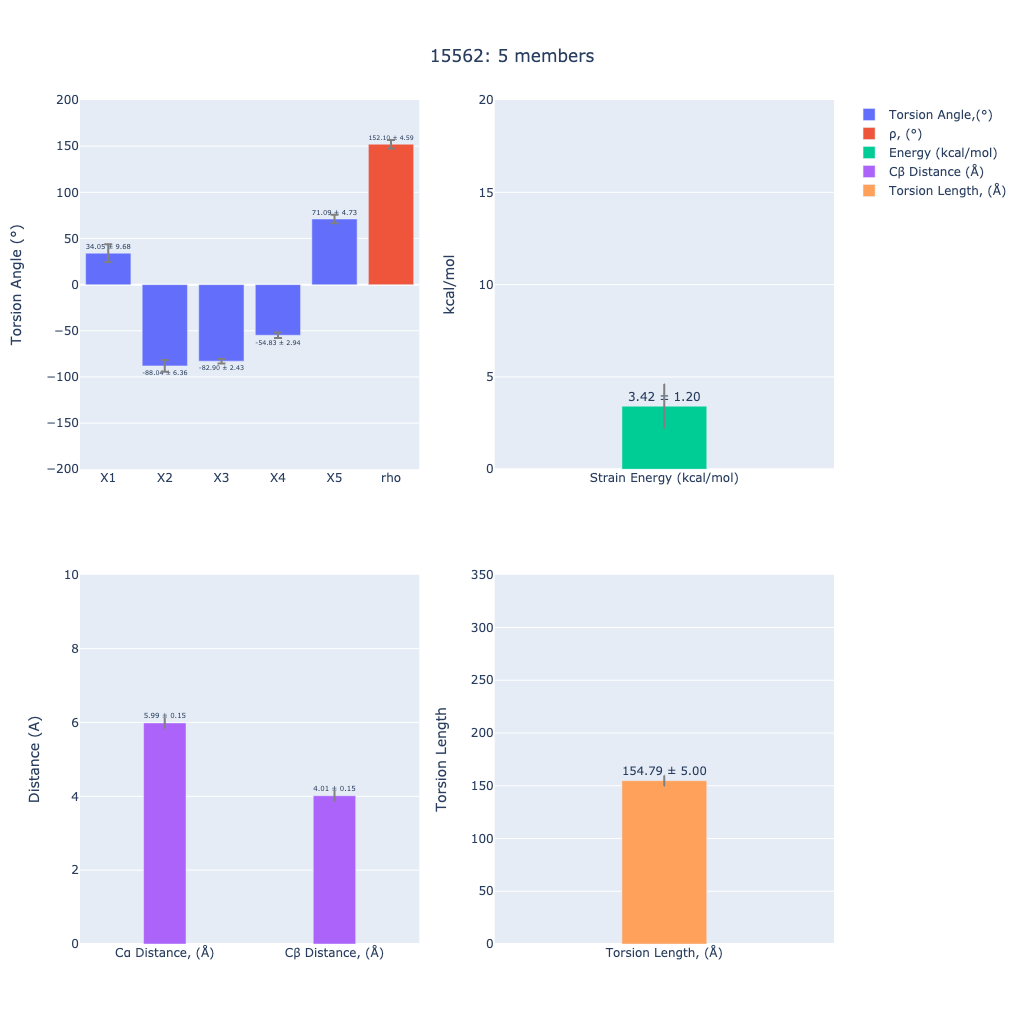 15562: 5 members
Torsion Angle (°)
200
150
100
50
0
−50
−100
−150
−200
34.05 ± 9.68
-88.04 ± 6.36
-82.90 ± 2.43
-54.83 ± 2.94
71.09 ± 4.73
152.10 ± 4.59
X1 X2 X3 X4 X5 rho
kcal/mol
20
15
10
5
0
3.42 ± 1.20
Strain Energy (kcal/mol)
Torsion Angle,(°)
ρ, (°)
Energy (kcal/mol)
Cβ Distance (Å)
Torsion Length, (Å)
Distance (A)
10
8
6
4
2
0
5.99 ± 0.15
4.01 ± 0.15
Cα Distance, (Å) Cβ Distance, (Å)
Torsion Length
350
300
250
200
150
100
50
0
154.79 ± 5.00
Torsion Length, (Å)